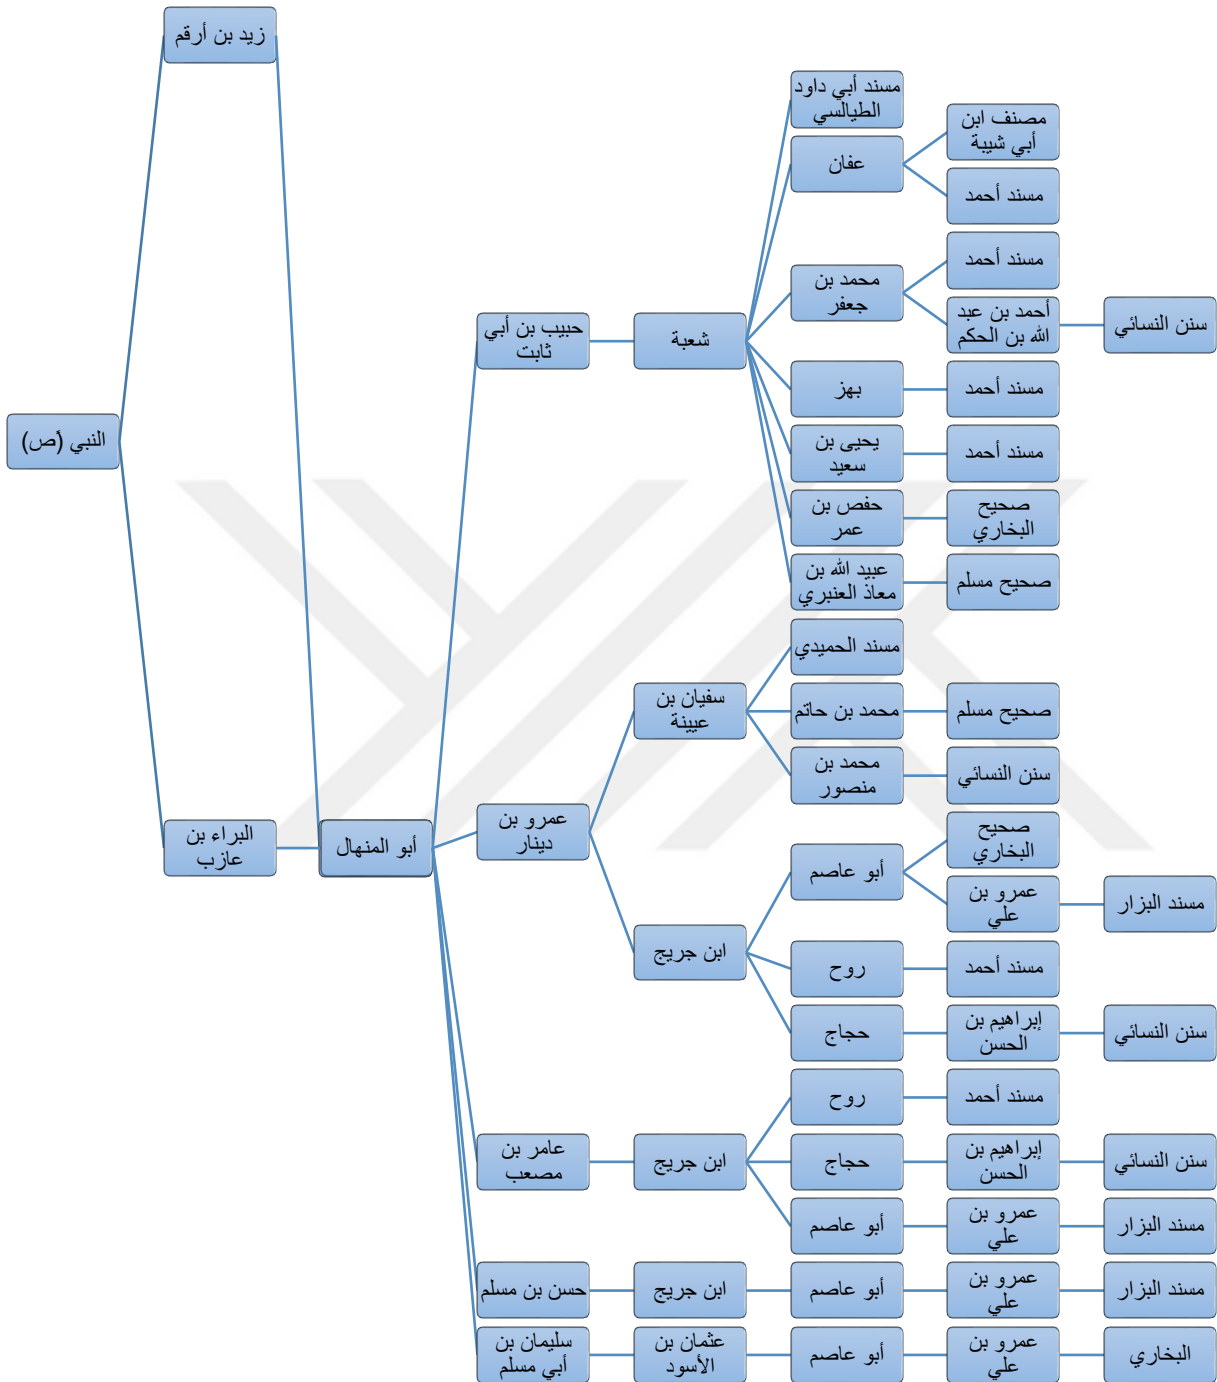 زيد بن أرقم
مسند أبي داود
الطيالسي
مصنف ابن
أبي شيبة
عفان
مسند أحمد
مسند أحمد
محمد بن
جعفر
أحمد بن عبد
الله بن الحكم
سنن النسائي
حبيب بن أبي
ثابت
شعبة
بهز
مسند أحمد
النبي (ص)
يحيى بن
سعيد
مسند أحمد
حفص بن
عمر
صحيح
البخاري
عبيد الله بن
معاذ العنبري
صحيح مسلم
مسند الحميدي
سفيان بن
عيينة
محمد بن حاتم
صحيح مسلم
محمد بن
منصور
سنن النسائي
البراء بن
عازب
أبو المنهال
عمرو بن
دينار
أبو عاصم
صحيح
البخاري
عمرو بن
علي
مسند البزار
ابن جريج
روح
مسند أحمد
حجاج
إبراهيم بن
الحسن
سنن النسائي
روح
مسند أحمد
عامر بن
مصعب
ابن جريج
حجاج
إبراهيم بن
الحسن
سنن النسائي
أبو عاصم
عمرو بن
علي
مسند البزار
حسن بن مسلم
ابن جريج
أبو عاصم
عمرو بن
علي
مسند البزار
سليمان بن
أبي مسلم
عثمان بن
الأسود
أبو عاصم
عمرو بن
علي
البخاري